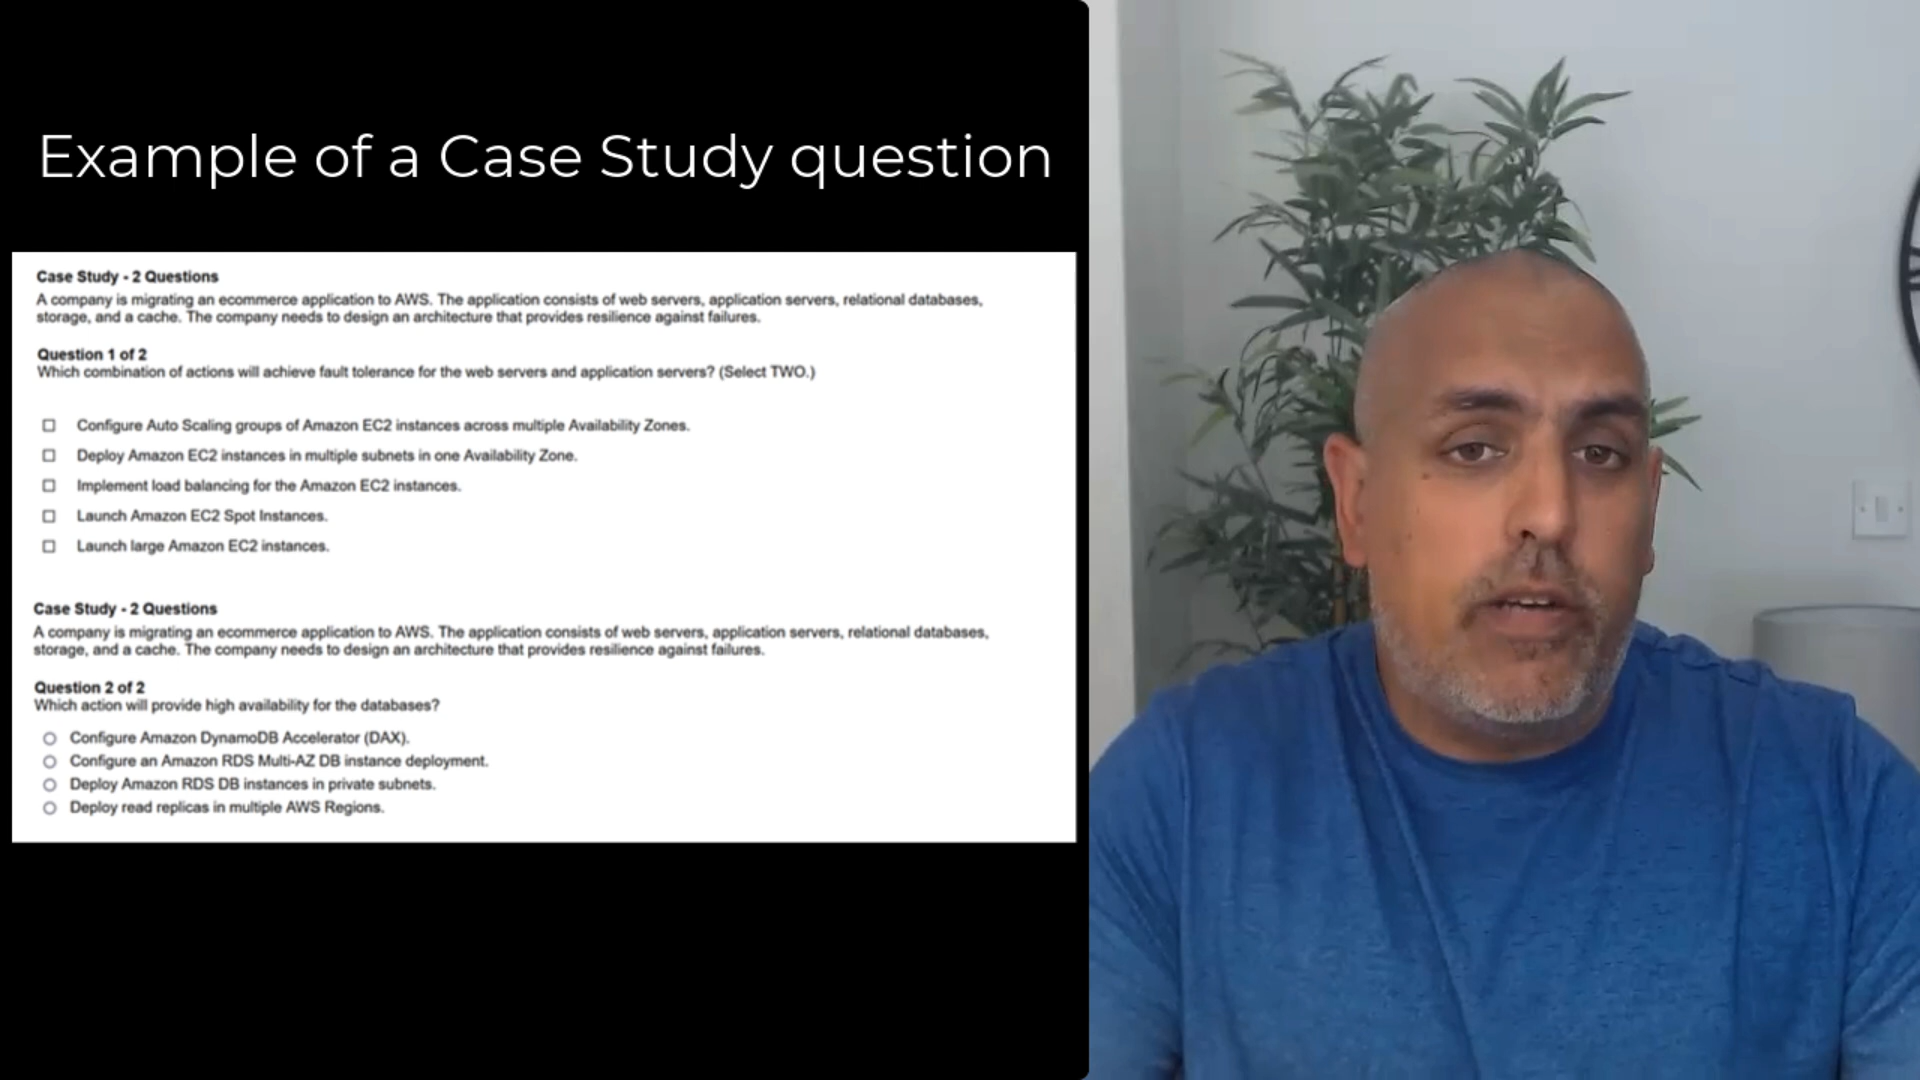 Example of a Case Study question
Case Study - 2 Questions
A company is migrating an ecommerce application to AWS. The application consists of web servers, application servers, relational databases,
storage, and a cache. The company needs to design an architecture that provides resilience against failures.
Question 1 of 2
Which combination of actions will achieve fault tolerance for the web servers and application servers? (Select TWO.)
Configure Auto Scaling groups of Amazon EC2 instances across multiple Availability Zones.
Deploy Amazon EC2 instances in multiple subnets in one Availability Zone.
Implement load balancing for the Amazon EC2 instances.
Launch Amazon EC2 Spot Instances.
Launch large Amazon EC2 instances.
Case Study - 2 Questions
A company is migrating an ecommerce application to AWS. The application consists of web servers, application servers, relational databases,
storage, and a cache. The company needs to design an architecture that provides resilience against failures.
Question 2 of 2
Which action will provide high availability for the databases?
Configure Amazon DynamoDB Accelerator (DAX).
Configure an Amazon RDS Multi-AZ DB instance deployment.
Deploy Amazon RDS DB instances in private subnets.
Deploy read replicas in multiple AWS Regions.